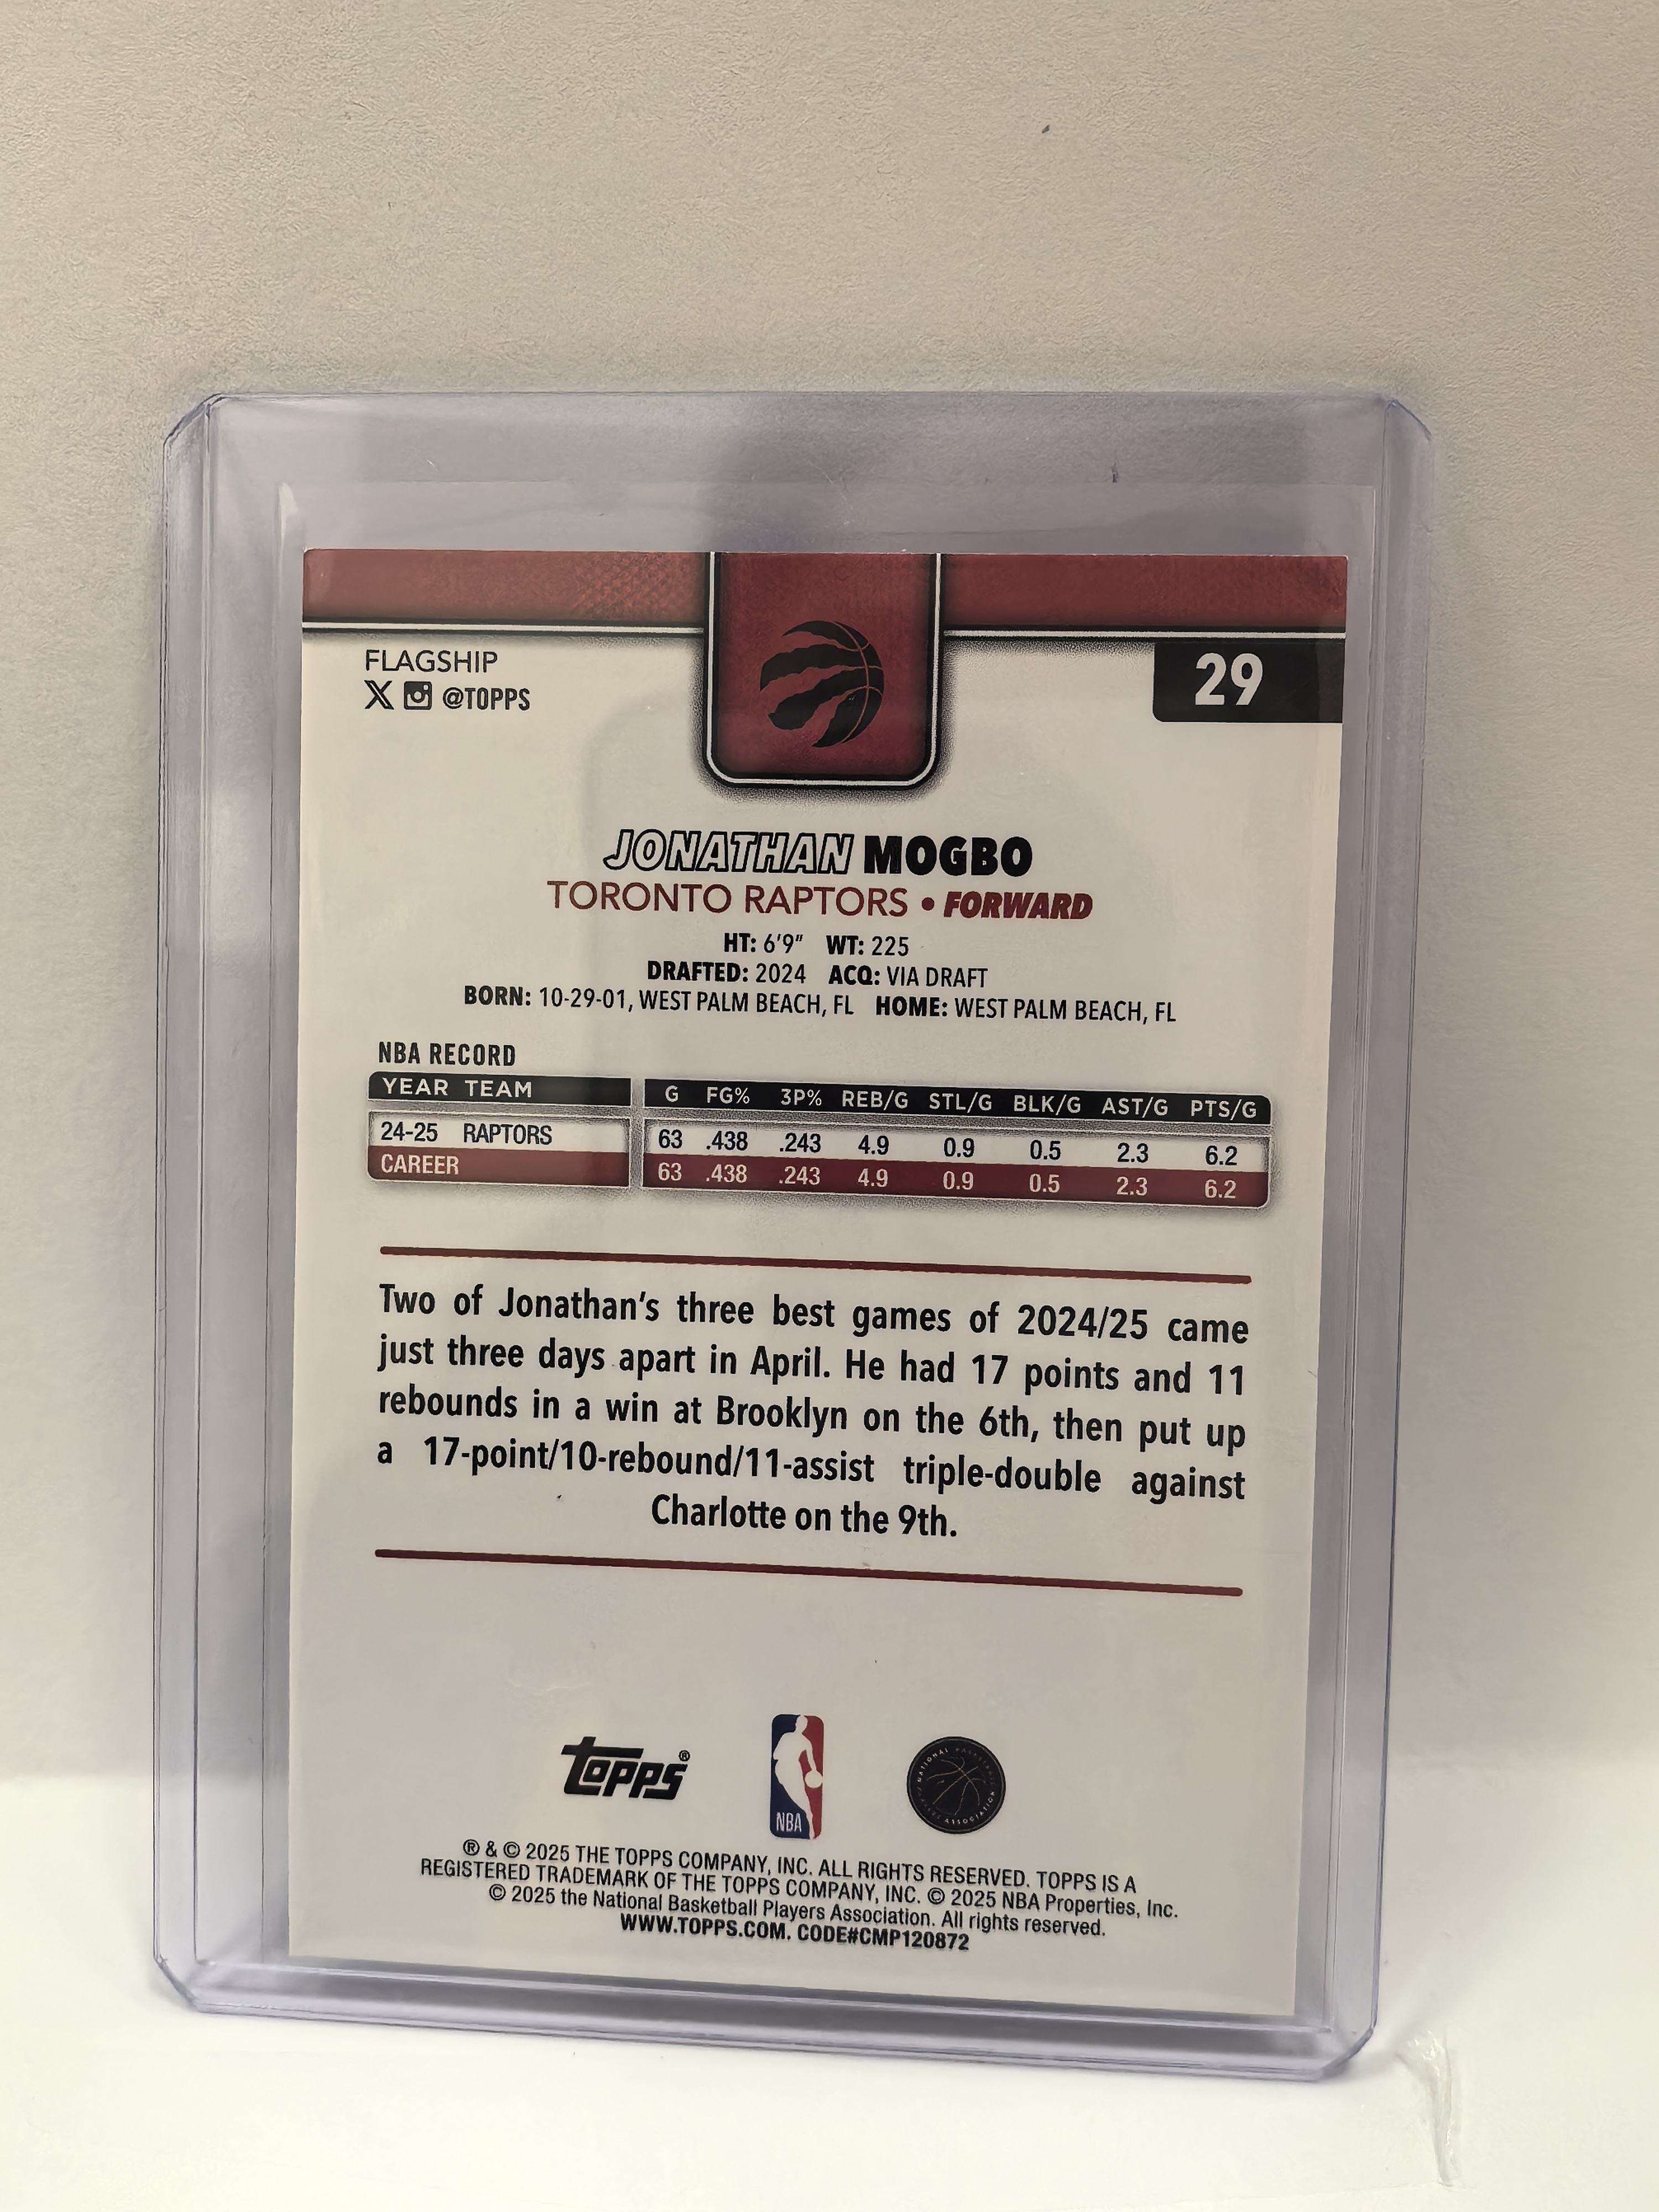 FLAGSHIP
29
X @TOPPS
JONATHAN MOGBO
TORONTO RAPTORS • FORWARD
HT: 6'9" WT: 225
DRAFTED: 2024 ACQ: VIA DRAFT
BORN: 10-29-01, WEST PALM BEACH, FL HOME: WEST PALM BEACH, FL
NBA RECORD
YEAR TEAM G FG% 3P% REB/G STL/G BLK/G AST/G PTS/G
24-25 RAPTORS 63 .438 .243 4.9 0.9 0.5 2.3 6.2
CAREER 63 .438 .243 4.9 0.9 0.5 2.3 6.2
Two of Jonathan's three best games of 2024/25 came
just three days apart in April. He had 17 points and 11
rebounds in a win at Brooklyn on the 6th, then put up
a 17-point/10-rebound/11-assist triple-double against
Charlotte on the 9th.
TOPPS®
NBA
NATIONAL BASKETBALL PLAYERS ASSOCIATION
® & © 2025 THE TOPPS COMPANY, INC. ALL RIGHTS RESERVED. TOPPS IS A
REGISTERED TRADEMARK OF THE TOPPS COMPANY, INC. © 2025 NBA Properties, Inc.
© 2025 the National Basketball Players Association. All rights reserved.
WWW.TOPPS.COM. CODE#CMP120872